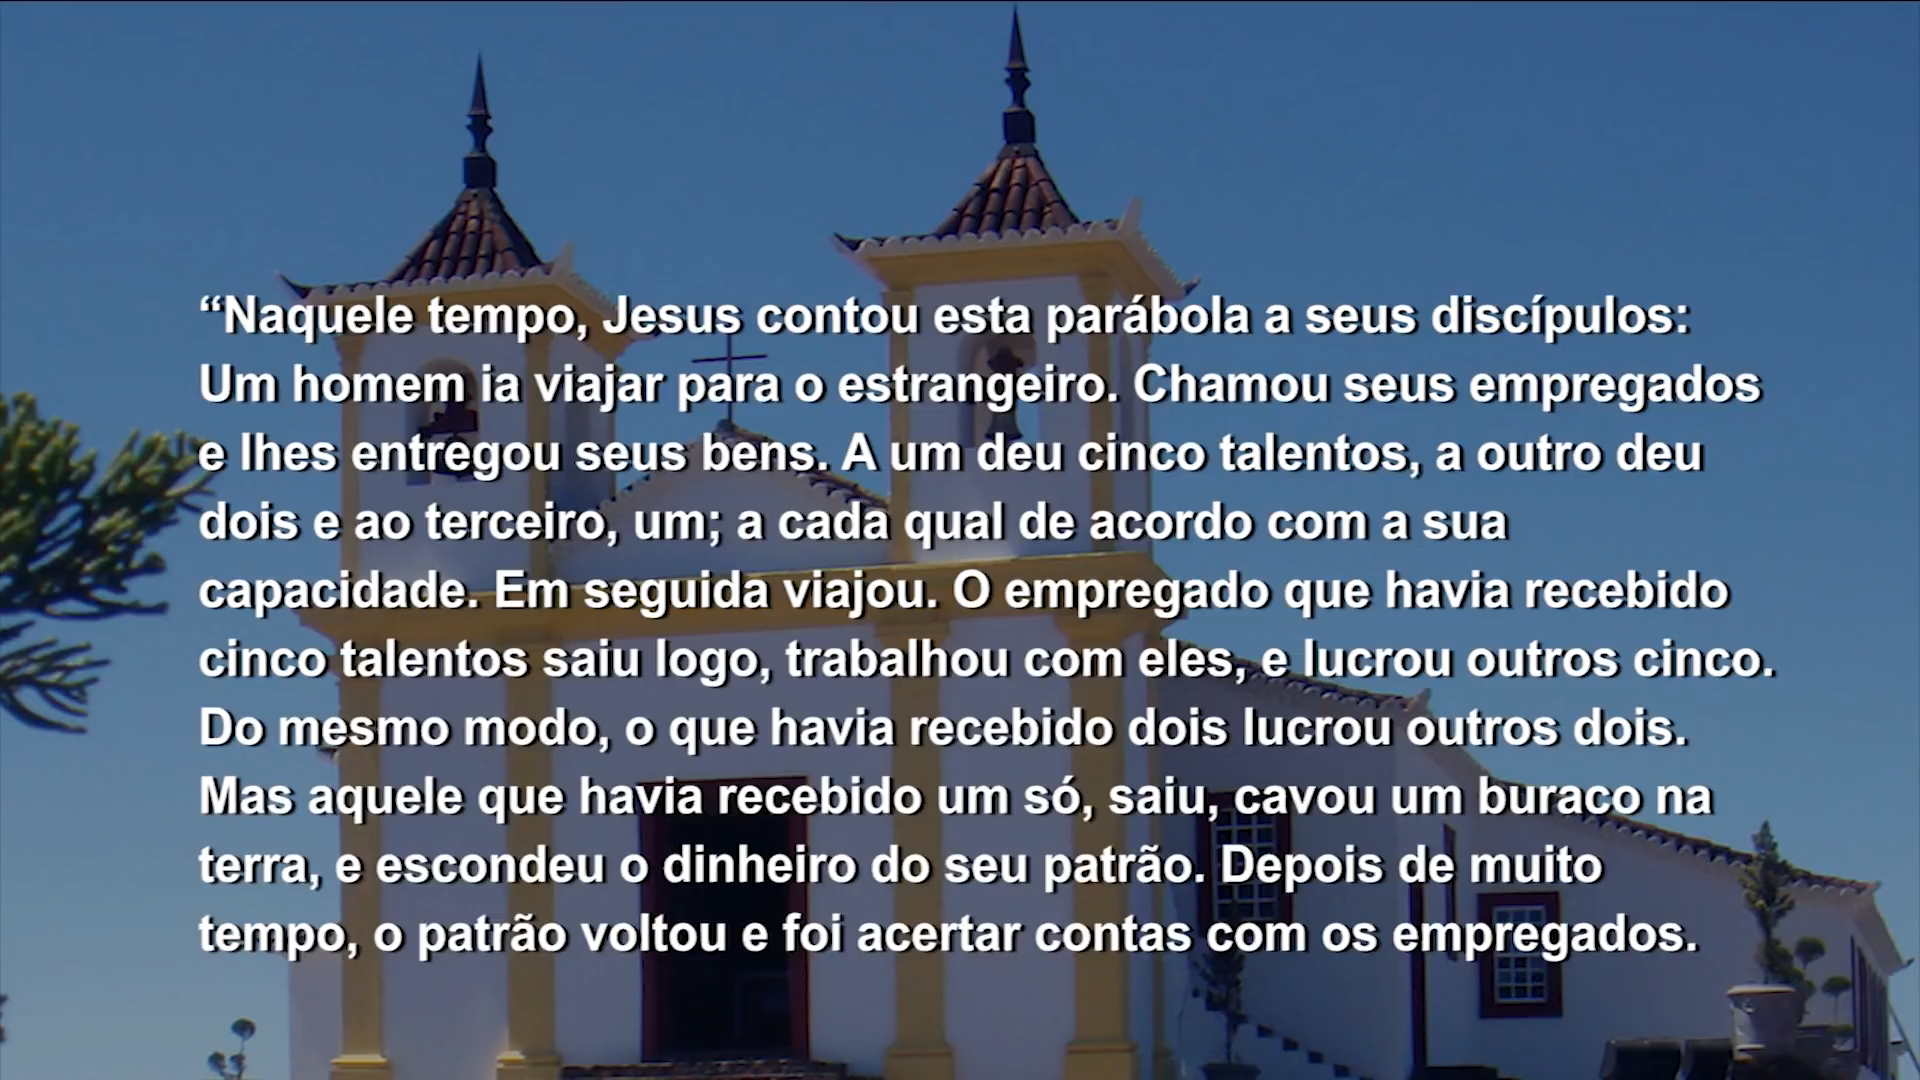 “Naquele tempo, Jesus contou esta parábola a seus discípulos:
Um homem ia viajar para o estrangeiro. Chamou seus empregados
e lhes entregou seus bens. A um deu cinco talentos, a outro deu
dois e ao terceiro, um; a cada qual de acordo com a sua
capacidade. Em seguida viajou. O empregado que havia recebido
cinco talentos saiu logo, trabalhou com eles, e lucrou outros cinco.
Do mesmo modo, o que havia recebido dois lucrou outros dois.
Mas aquele que havia recebido um só, saiu, cavou um buraco na
terra, e escondeu o dinheiro do seu patrão. Depois de muito
tempo, o patrão voltou e foi acertar contas com os empregados.